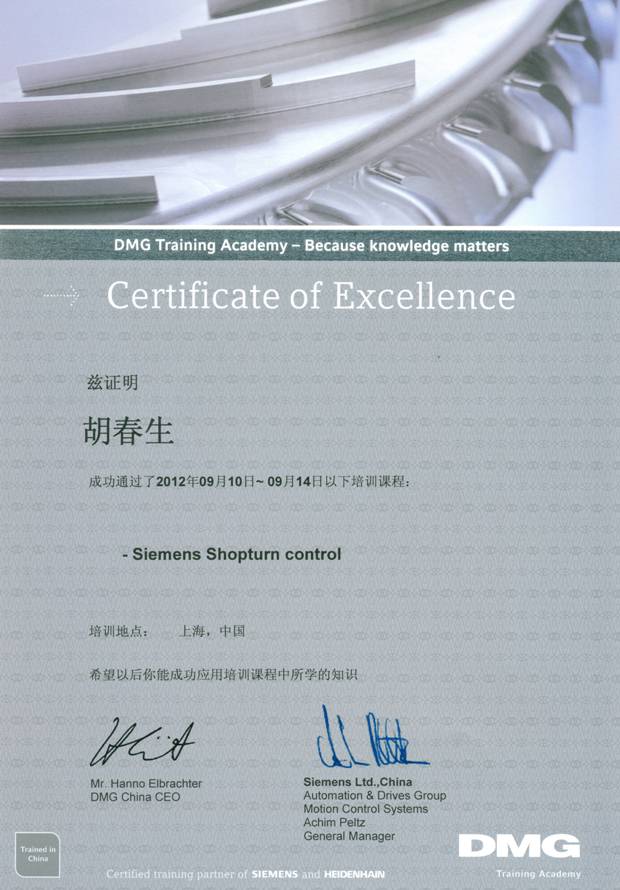 DMG Training Academy – Because knowledge matters
Certificate of Excellence
兹证明
胡春生
成功通过了2012年09月10日~ 09月14日以下培训课程:
- Siemens Shopturn control
培训地点: 上海，中国
希望以后你能成功应用培训课程中所学的知识
Mr. Hanno Elbrachter
DMG China CEO
Siemens Ltd.,China
Automation & Drives Group
Motion Control Systems
Achim Peltz
General Manager
Trained in
China
DMG
Training Academy
Certified training partner of SIEMENS and HEIDENHAIN